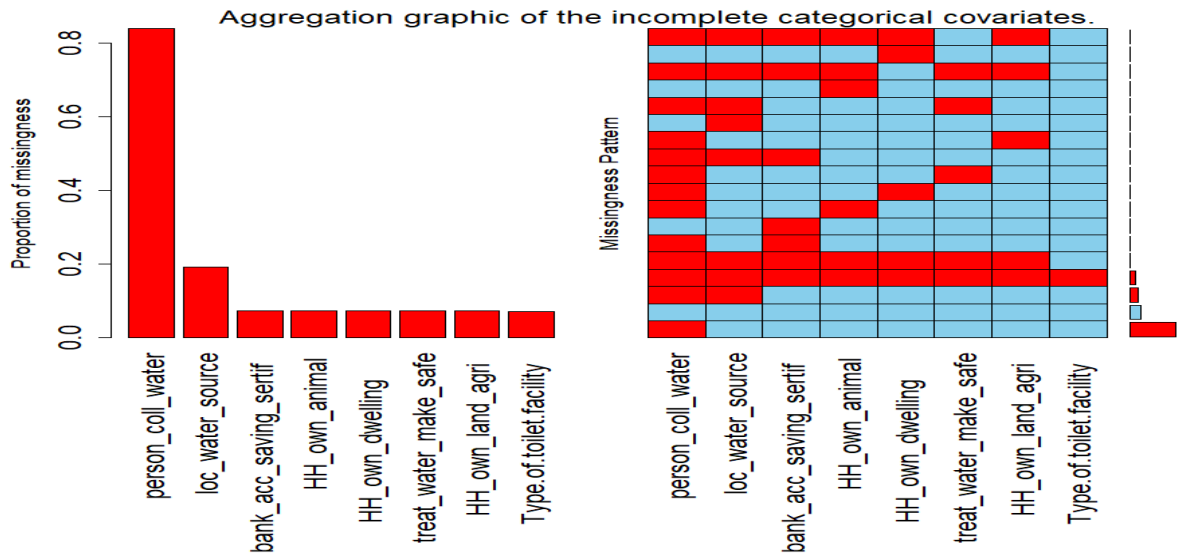 Aggregation graphic of the incomplete categorical covariates.
Proportion of missingness
0.8
0.6
0.4
0.2
0.0
person_coll_water
loc_water_source
bank_acc_saving_sertif
HH_own_animal
HH_own_dwelling
treat_water_make_safe
HH_own_land_agri
Type.of.toilet.facility
Missingness Pattern
person_coll_water
loc_water_source
bank_acc_saving_sertif
HH_own_animal
HH_own_dwelling
treat_water_make_safe
HH_own_land_agri
Type.of.toilet.facility